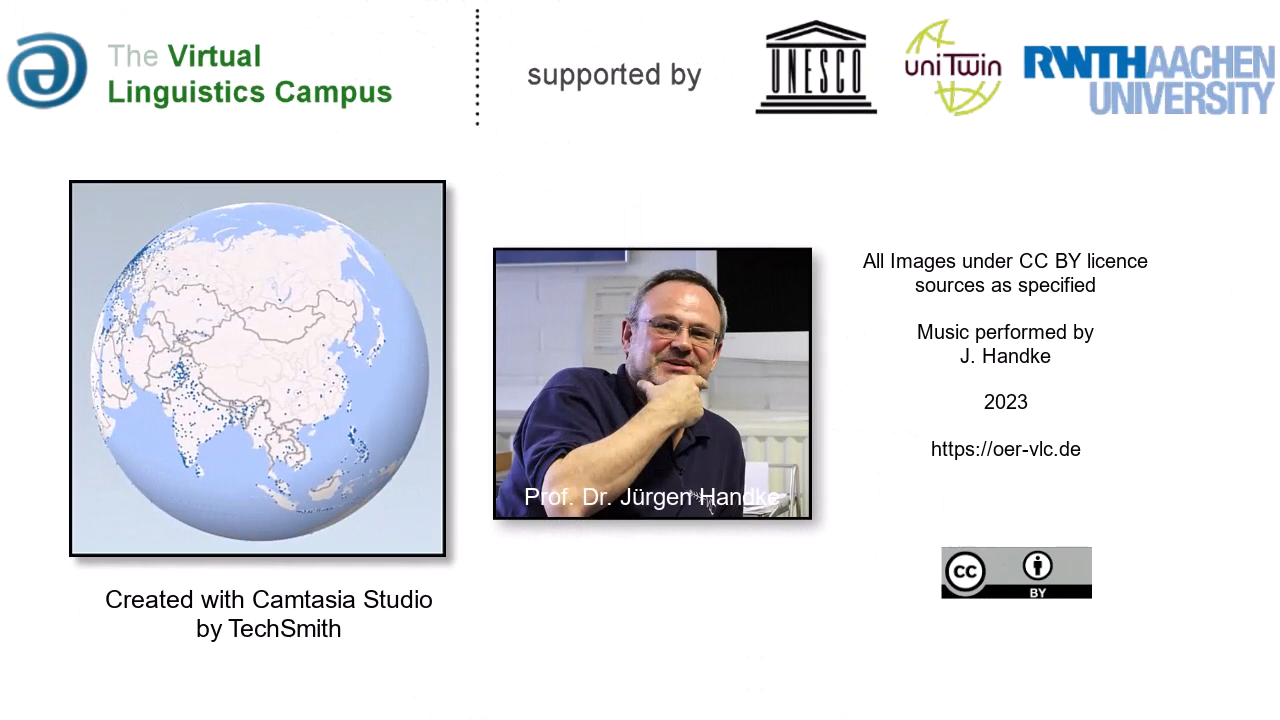 The Virtual
Linguistics Campus
supported by
UNESCO
uniTwin
RWTHAACHEN
UNIVERSITY
Prof. Dr. Jürgen Handke
All Images under CC BY licence
sources as specified
Music performed by
J. Handke
2023
https://oer-vlc.de
CC
BY
Created with Camtasia Studio
by TechSmith